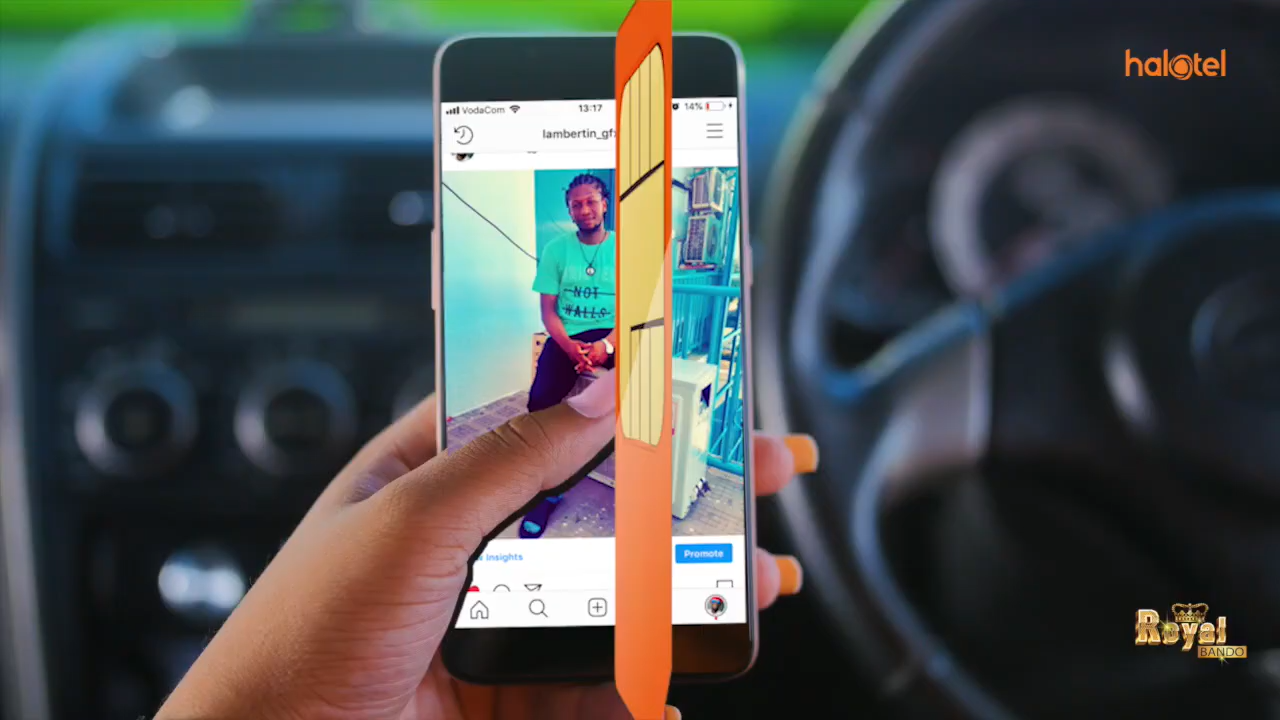 halotel
VodaCom
13:17
14%
lambertin_gf
NOT
WALLS
Insights
Promote
Royal
BANDO